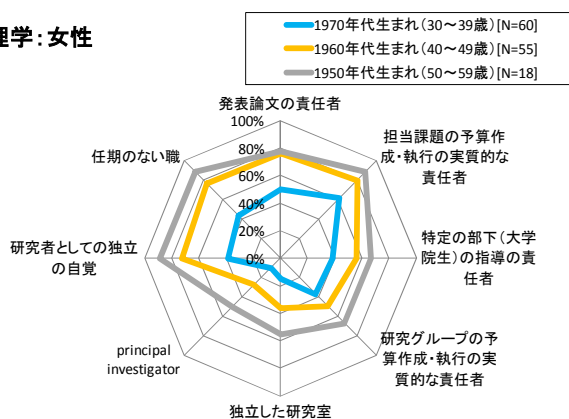 理学：女性
1970年代生まれ（30～39歳）[N=60]
1960年代生まれ（40～49歳）[N=55]
1950年代生まれ（50～59歳）[N=18]
発表論文の責任者
担当課題の予算作
成・執行の実質的な
責任者
特定の部下（大学
院生）の指導の責
任者
研究グループの予
算作成・執行の実
質的な責任者
独立した研究室
principal
investigator
研究者としての独立
の自覚
任期のない職
100%
80%
60%
40%
20%
0%